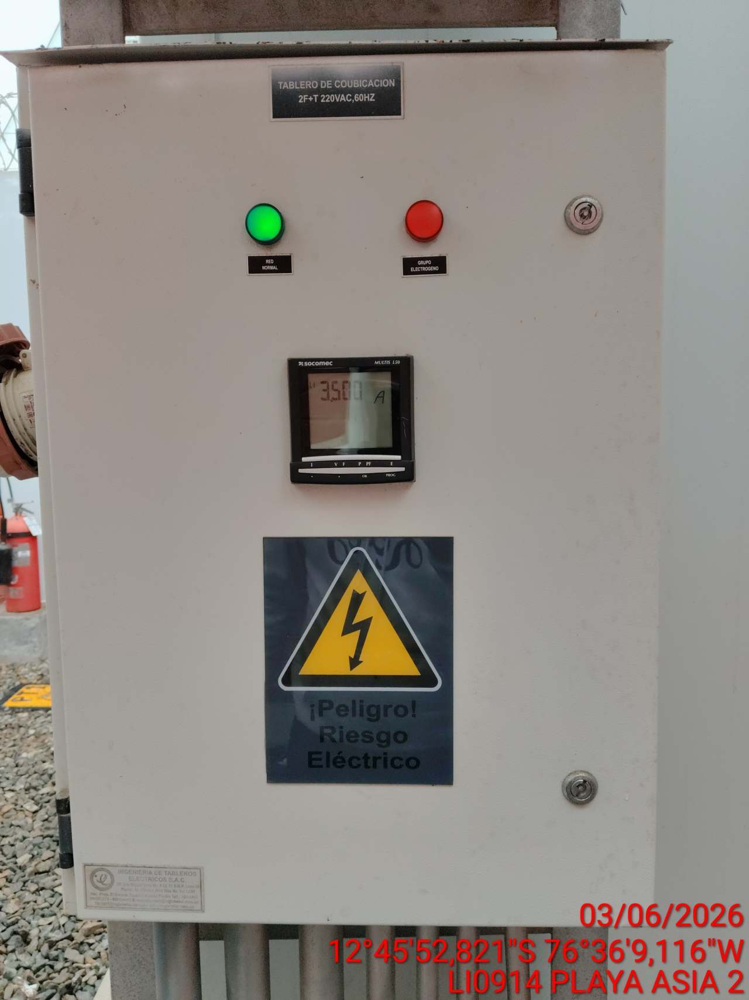 TABLERO DE COUBICACION
2F+T 220VAC,60HZ
RED
NORMAL
GRUPO
ELECTROGENO
socomec
MULTIS L50
3,500
A
I V F P PF E
OK PROG
¡Peligro!
Riesgo
Eléctrico
INGENIERIA DE TABLEROS
ELECTRICOS S.A.C.
03/06/2026
12°45'52,821"S 76°36'9,116"W
LI0914 PLAYA ASIA 2